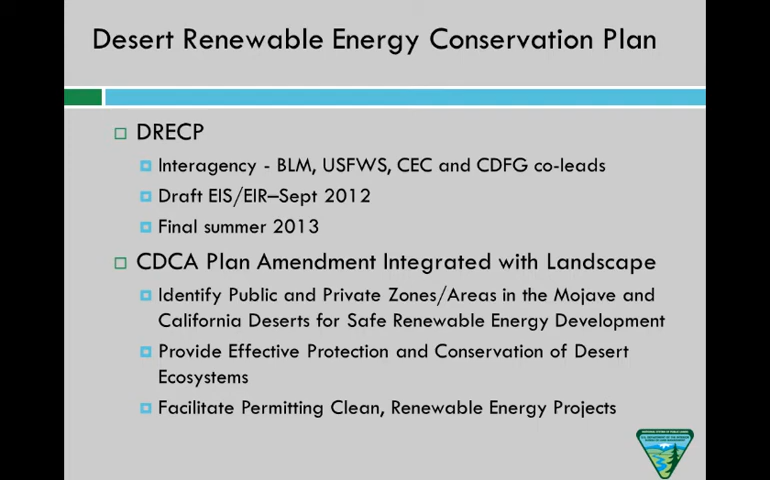 Desert Renewable Energy Conservation Plan
DRECP
Interagency - BLM, USFWS, CEC and CDFG co-leads
Draft EIS/EIR–Sept 2012
Final summer 2013
CDCA Plan Amendment Integrated with Landscape
Identify Public and Private Zones/Areas in the Mojave and
California Deserts for Safe Renewable Energy Development
Provide Effective Protection and Conservation of Desert
Ecosystems
Facilitate Permitting Clean, Renewable Energy Projects